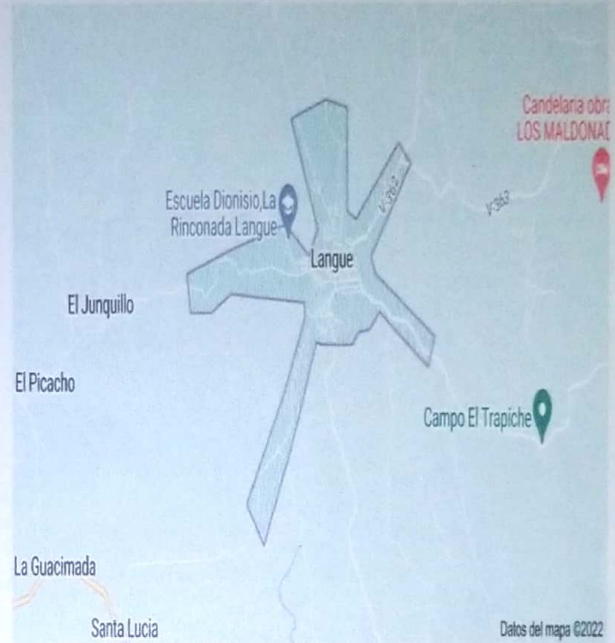 Candelaria obra
LOS MALDONAD
V-363
V-363
Escuela Dionisio,La
Rinconada Langue
Langue
El Junquillo
El Picacho
Campo El Trapiche
La Guacimada
Santa Lucia
Datos del mapa ©2022